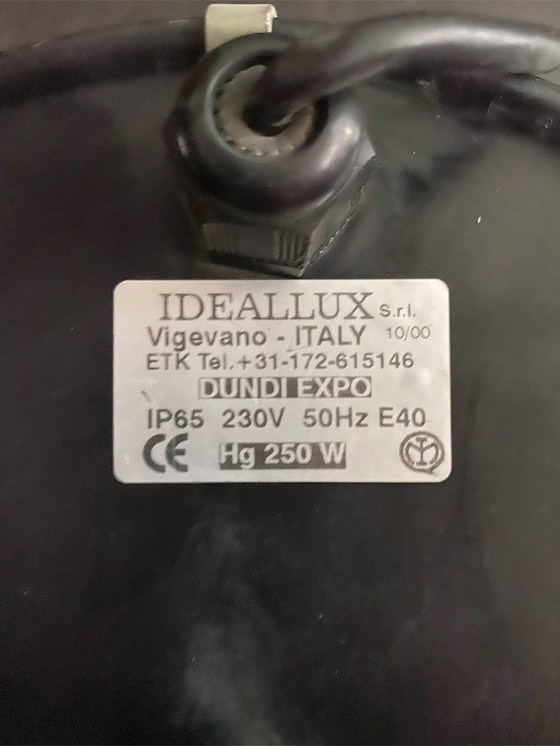 IDEALLUX S.r.l.
Vigevano - ITALY 10/00
ETK Tel.+31-172-615146
DUNDI EXPO
IP65 230V 50Hz E40
CE Hg 250 W